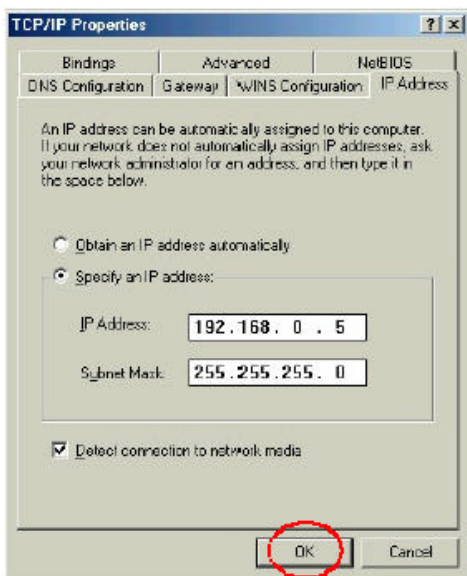 TCP/IP Properties
Bindings Advanced NetBIOS
DNS Configuration Gateway WINS Configuration IP Address
An IP address can be automatically assigned to this computer.
If your network does not automatically assign IP addresses, ask
your network administrator for an address, and then type it in
the space below.
Obtain an IP address automatically
Specify an IP address:
IP Address: 192.168. 0 . 5
Subnet Mask: 255.255.255. 0
Detect connection to network media
OK Cancel